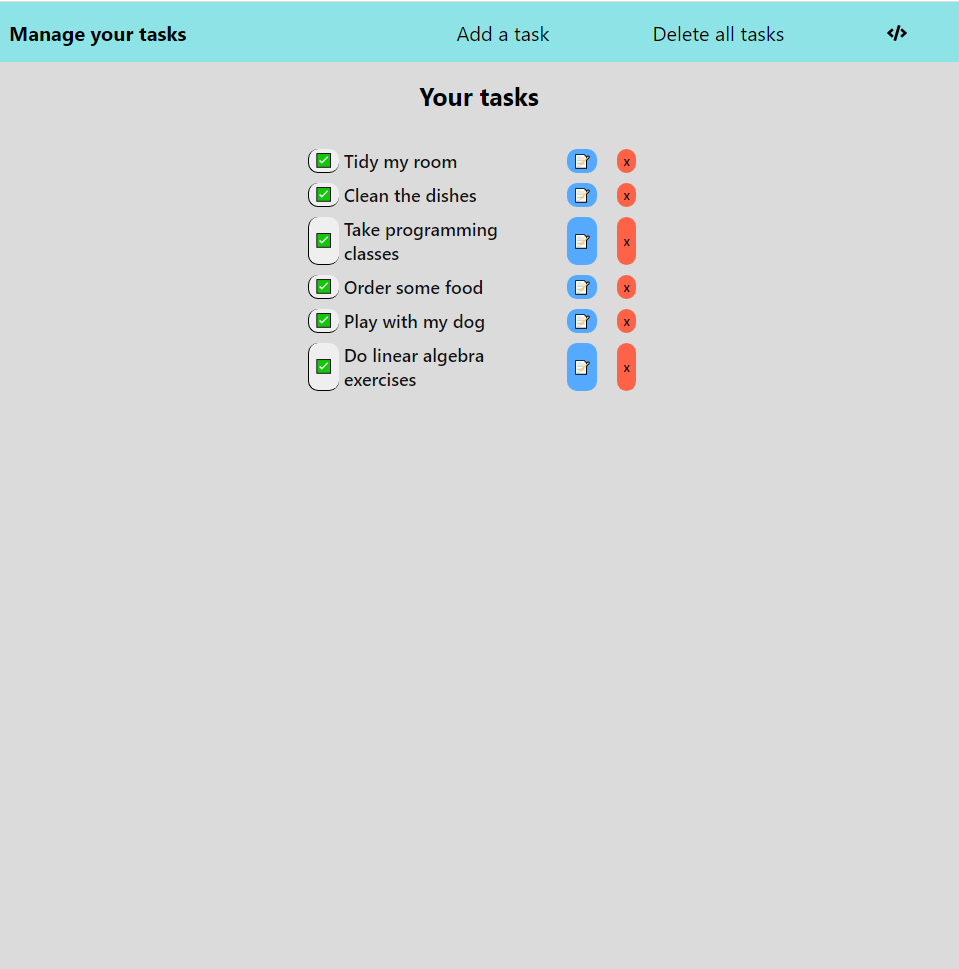 Manage your tasks Add a task Delete all tasks </>
Your tasks
✅ Tidy my room 📝 x
✅ Clean the dishes 📝 x
✅ Take programming
classes 📝 x
✅ Order some food 📝 x
✅ Play with my dog 📝 x
✅ Do linear algebra
exercises 📝 x